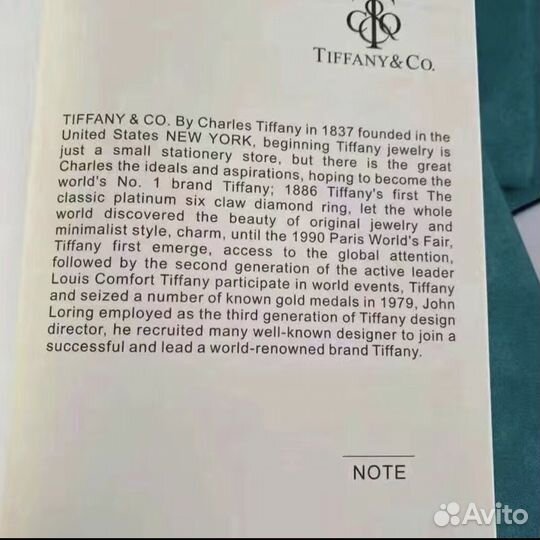 TIFFANY & CO.
TIFFANY & CO. By Charles Tiffany in 1837 founded in the
United States NEW YORK, beginning Tiffany jewelry is
just a small stationery store, but there is the great
Charles the ideals and aspirations, hoping to become the
world's No. 1 brand Tiffany; 1886 Tiffany's first The
classic platinum six claw diamond ring, let the whole
world discovered the beauty of original jewelry and
minimalist style, charm, until the 1990 Paris World's Fair,
Tiffany first emerge, access to the global attention,
followed by the second generation of the active leader
Louis Comfort Tiffany participate in world events, Tiffany
and seized a number of known gold medals in 1979, John
Loring employed as the third generation of Tiffany design
director, he recruited many well-known designer to join a
successful and lead a world-renowned brand Tiffany.
NOTE
Avito